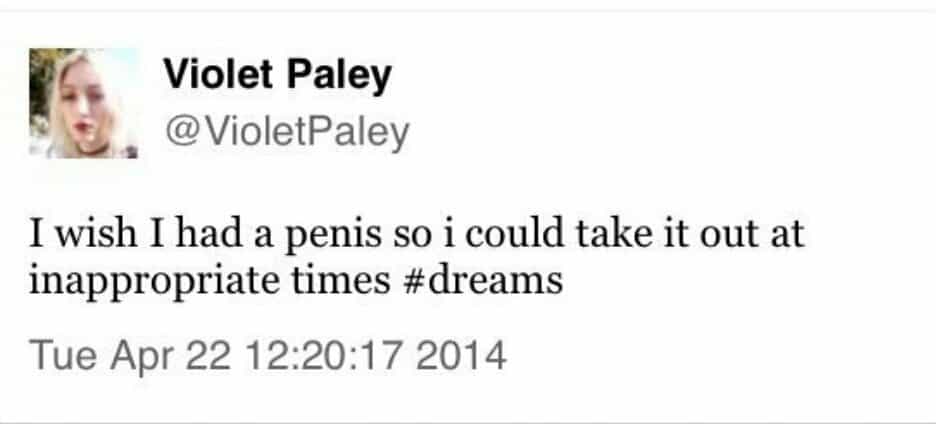 Violet Paley
@VioletPaley
I wish I had a penis so i could take it out at
inappropriate times #dreams
Tue Apr 22 12:20:17 2014